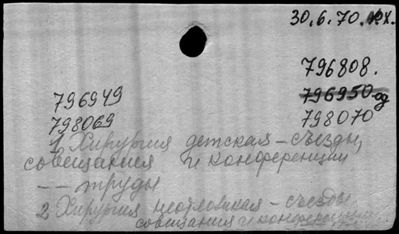 30.6.70.
796808.
796949
796950
798069
798070
1 Хирургия детская – съезды,
совещания и конференции
– – труды
2 Хирургия неотложная – съезды
совещания и конференции